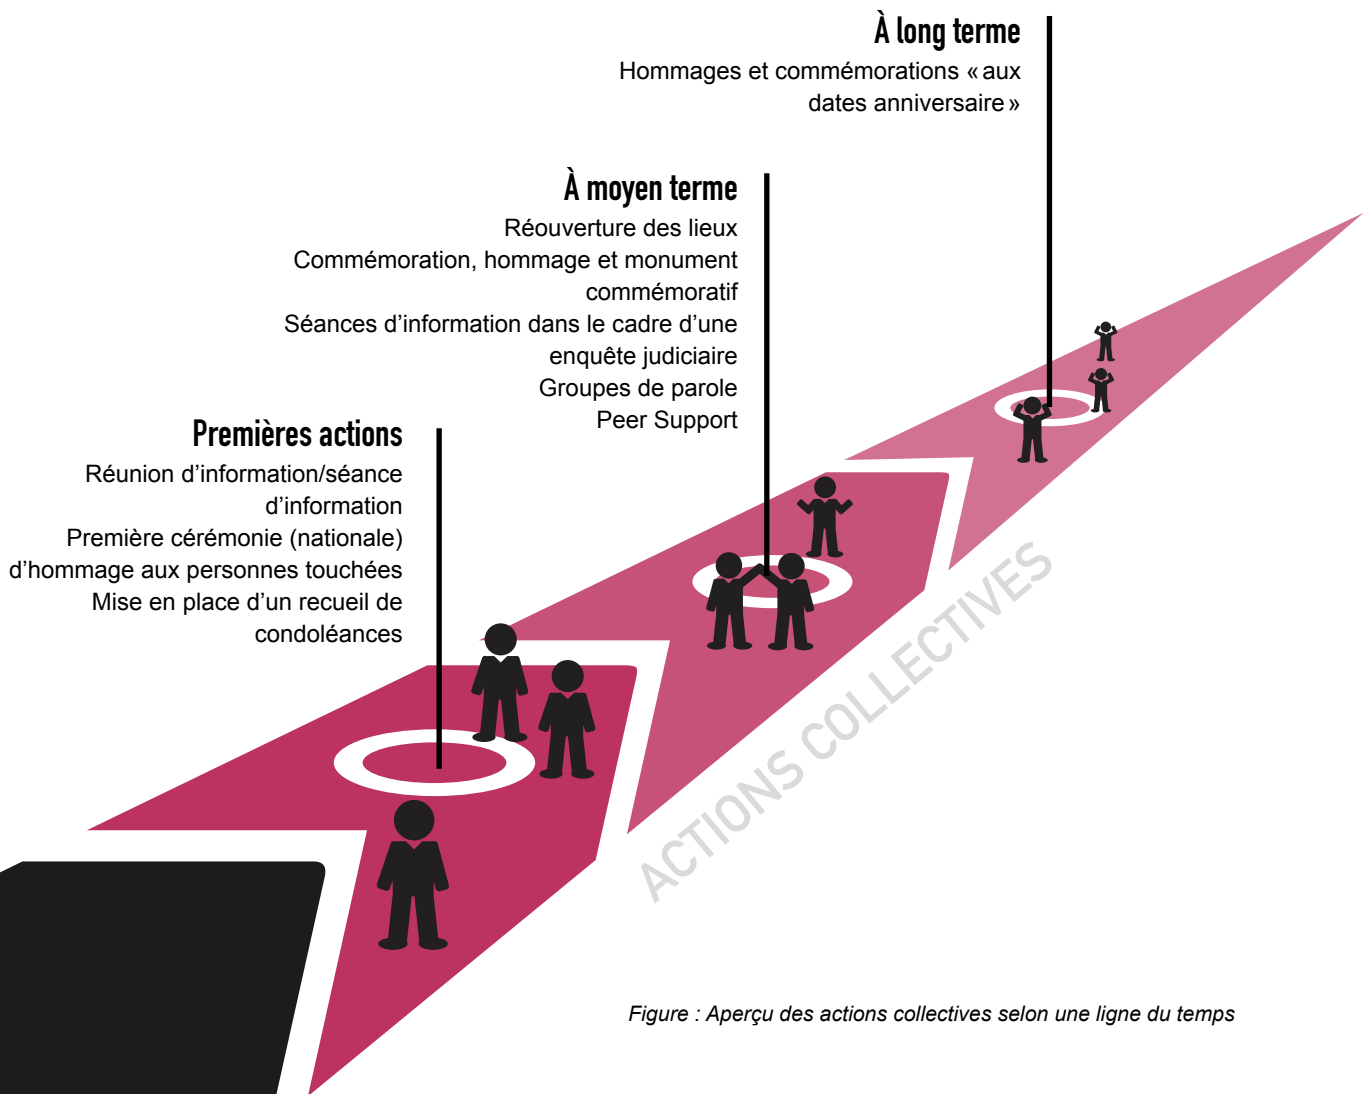 À long terme
Hommages et commémorations « aux
dates anniversaire »
À moyen terme
Réouverture des lieux
Commémoration, hommage et monument
commémoratif
Séances d’information dans le cadre d’une
enquête judiciaire
Groupes de parole
Peer Support
Premières actions
Réunion d’information/séance
d’information
Première cérémonie (nationale)
d’hommage aux personnes touchées
Mise en place d’un recueil de
condoléances
ACTIONS COLLECTIVES
Figure : Aperçu des actions collectives selon une ligne du temps